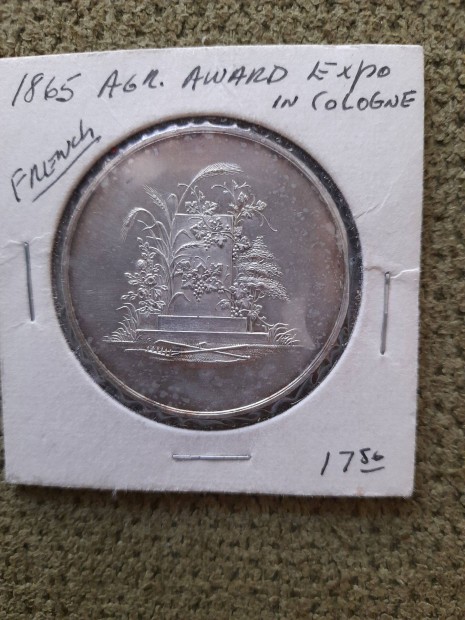 1865 AGR. AWARD Expo
IN COLOGNE
FRENCH
17 50